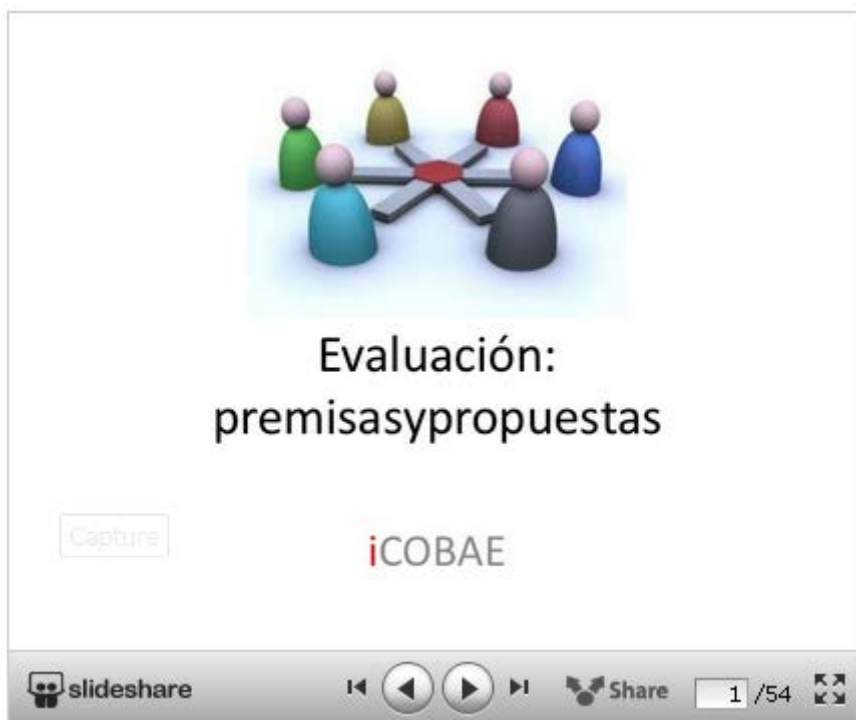 Evaluación:
premisasypropuestas
Capture
iCOBAE
slideshare
Share
1 /54